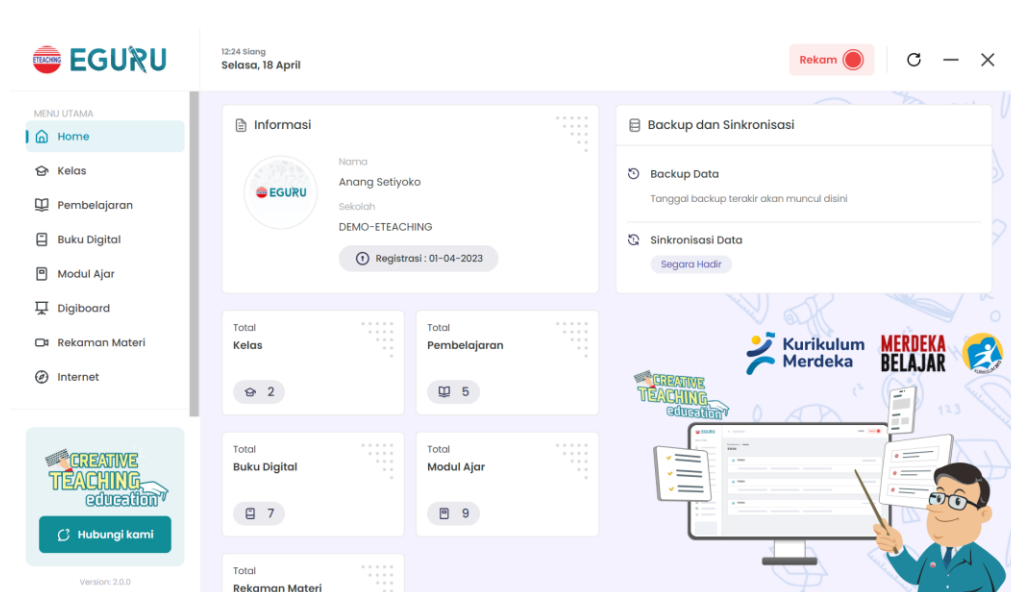 ETEACHING EGURU
12:24 Siang
Selasa, 18 April
Rekam
MENU UTAMA
Home
Kelas
Pembelajaran
Buku Digital
Modul Ajar
Digiboard
Rekaman Materi
Internet
CREATIVE
TEACHING
education
Hubungi kami
Version: 2.0.0
Informasi
EGURU
Nama
Anang Setiyoko
Sekolah
DEMO-ETEACHING
Registrasi : 01-04-2023
Backup dan Sinkronisasi
Backup Data
Tanggal backup terakir akan muncul disini
Sinkronisasi Data
Segara Hadir
Total
Kelas
2
Total
Pembelajaran
5
Total
Buku Digital
7
Total
Modul Ajar
9
Total
Rekaman Materi
Kurikulum
Merdeka
MERDEKA
BELAJAR
CREATIVE
TEACHING
education
123